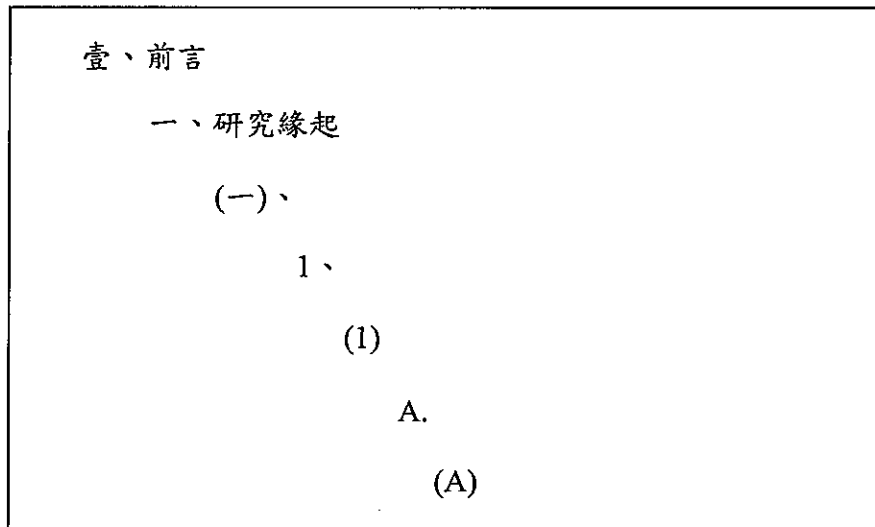 壹、前言
一、研究緣起
(一)、
1、
(1)
A.
(A)